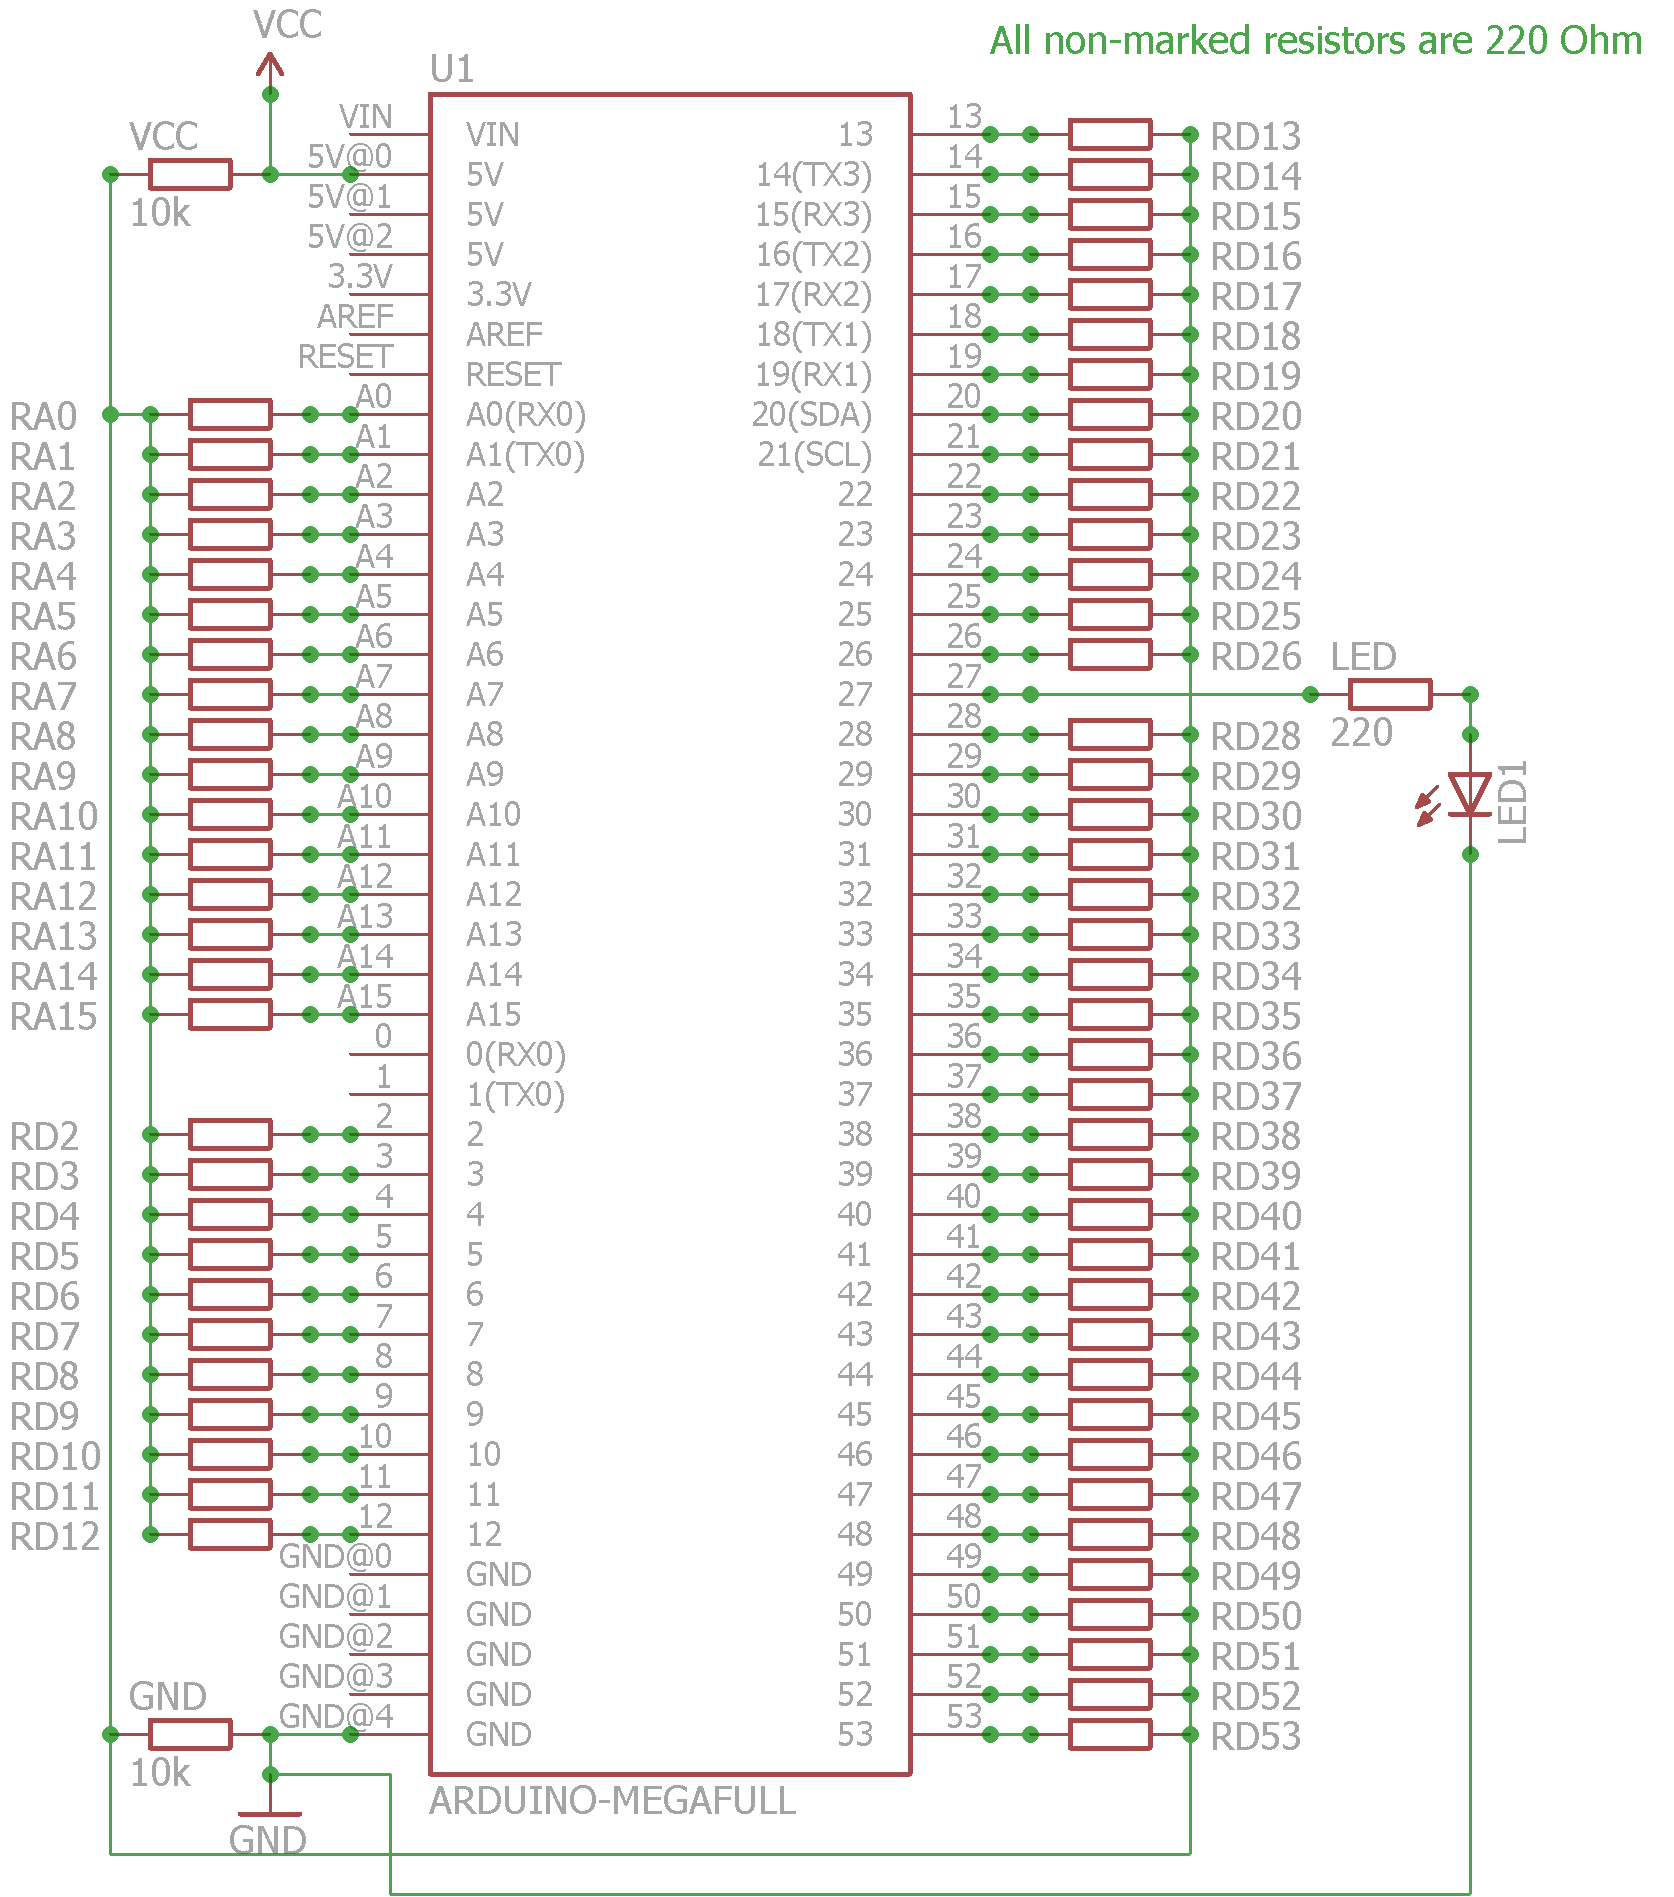 VCC
All non-marked resistors are 220 Ohm
U1
VCC
10k
VIN VIN 13 13 RD13
5V@0 5V 14(TX3) 14 RD14
5V@1 5V 15(RX3) 15 RD15
5V@2 5V 16(TX2) 16 RD16
3.3V 3.3V 17(RX2) 17 RD17
AREF AREF 18(TX1) 18 RD18
RESET RESET 19(RX1) 19 RD19
RA0 A0 A0(RX0) 20(SDA) 20 RD20
RA1 A1 A1(TX0) 21(SCL) 21 RD21
RA2 A2 A2 22 22 RD22
RA3 A3 A3 23 23 RD23
RA4 A4 A4 24 24 RD24
RA5 A5 A5 25 25 RD25
RA6 A6 A6 26 26 RD26 LED
RA7 A7 A7 27 27
RA8 A8 A8 28 28 RD28 220
RA9 A9 A9 29 29 RD29
RA10 A10 A10 30 30 RD30 LED1
RA11 A11 A11 31 31 RD31
RA12 A12 A12 32 32 RD32
RA13 A13 A13 33 33 RD33
RA14 A14 A14 34 34 RD34
RA15 A15 A15 35 35 RD35
0 0(RX0) 36 36 RD36
1 1(TX0) 37 37 RD37
RD2 2 2 38 38 RD38
RD3 3 3 39 39 RD39
RD4 4 4 40 40 RD40
RD5 5 5 41 41 RD41
RD6 6 6 42 42 RD42
RD7 7 7 43 43 RD43
RD8 8 8 44 44 RD44
RD9 9 9 45 45 RD45
RD10 10 10 46 46 RD46
RD11 11 11 47 47 RD47
RD12 12 12 48 48 RD48
GND@0 GND 49 49 RD49
GND@1 GND 50 50 RD50
GND@2 GND 51 51 RD51
GND@3 GND 52 52 RD52
GND GND@4 GND 53 53 RD53
10k
ARDUINO-MEGAFULL
GND